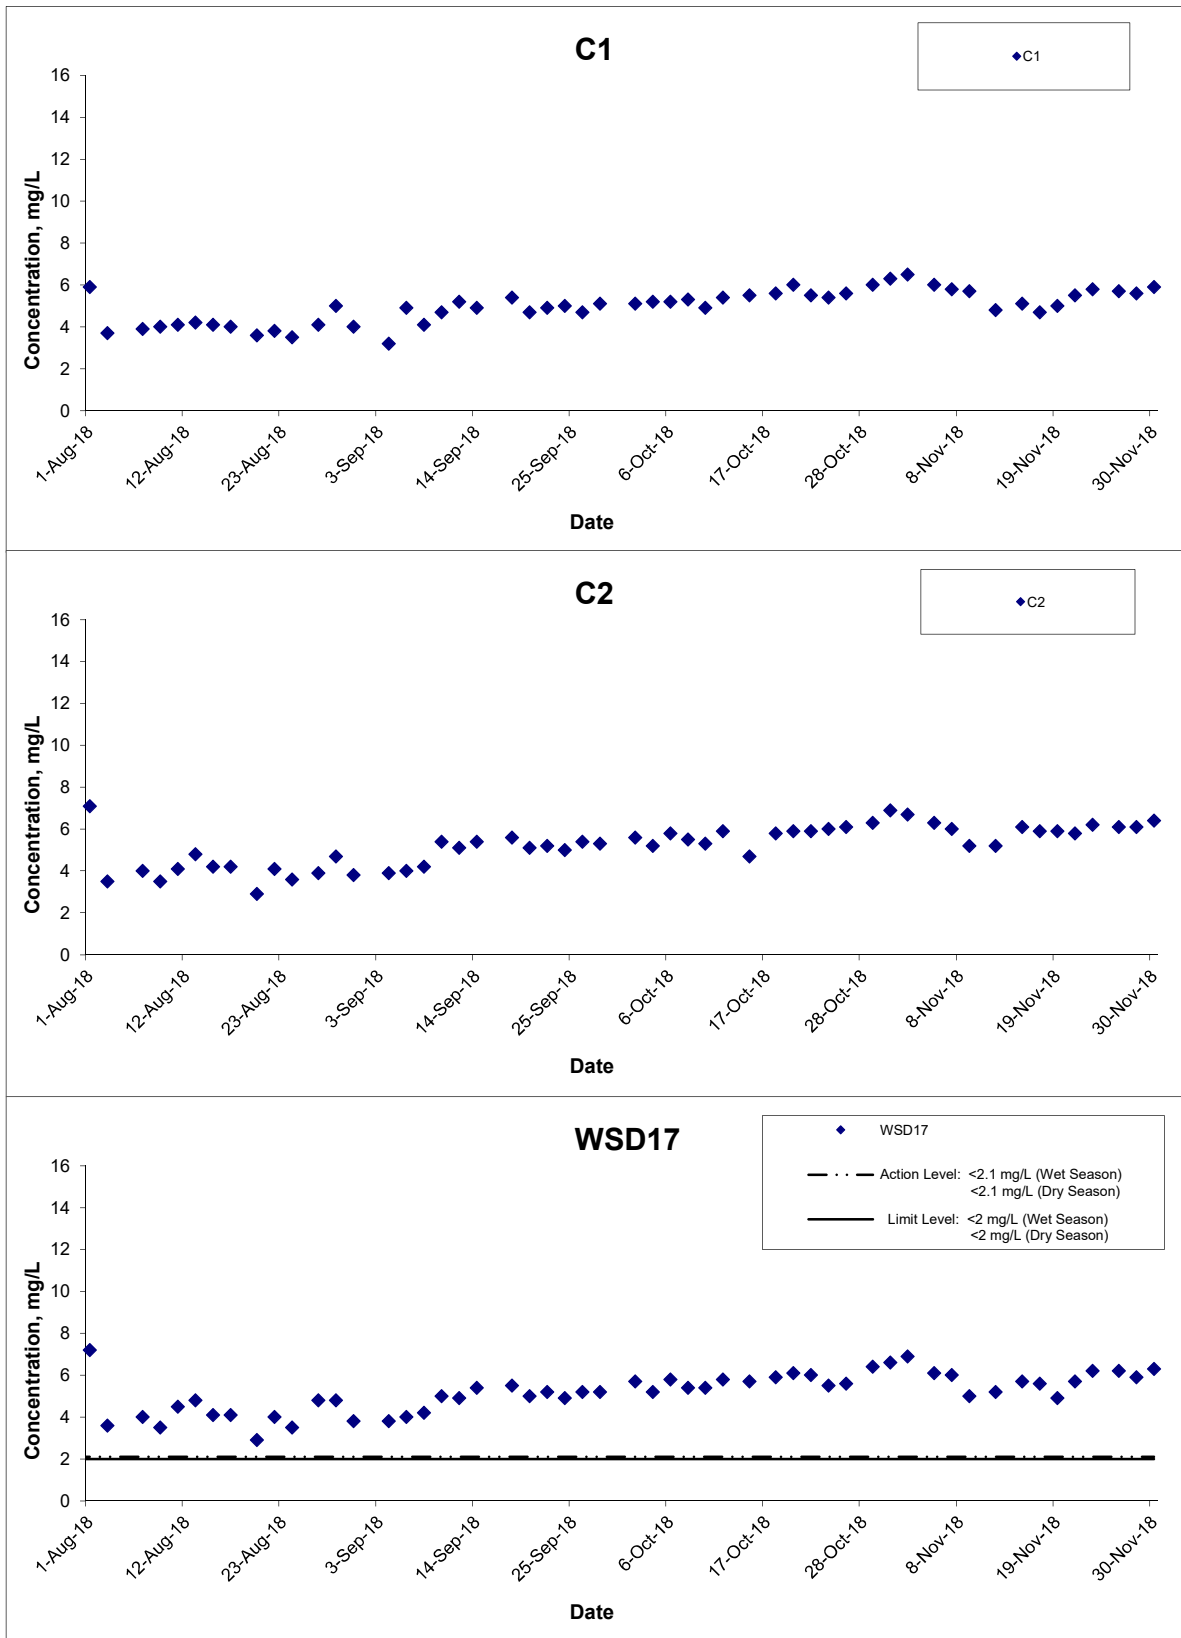 C1
C1
16
14
12
10
8
6
4
2
0
Concentration, mg/L
1-Aug-18
12-Aug-18
23-Aug-18
3-Sep-18
14-Sep-18
25-Sep-18
6-Oct-18
17-Oct-18
28-Oct-18
8-Nov-18
19-Nov-18
30-Nov-18
Date
C2
C2
16
14
12
10
8
6
4
2
0
Concentration, mg/L
1-Aug-18
12-Aug-18
23-Aug-18
3-Sep-18
14-Sep-18
25-Sep-18
6-Oct-18
17-Oct-18
28-Oct-18
8-Nov-18
19-Nov-18
30-Nov-18
Date
WSD17
WSD17
Action Level: <2.1 mg/L (Wet Season)
<2.1 mg/L (Dry Season)
Limit Level: <2 mg/L (Wet Season)
<2 mg/L (Dry Season)
16
14
12
10
8
6
4
2
0
Concentration, mg/L
1-Aug-18
12-Aug-18
23-Aug-18
3-Sep-18
14-Sep-18
25-Sep-18
6-Oct-18
17-Oct-18
28-Oct-18
8-Nov-18
19-Nov-18
30-Nov-18
Date